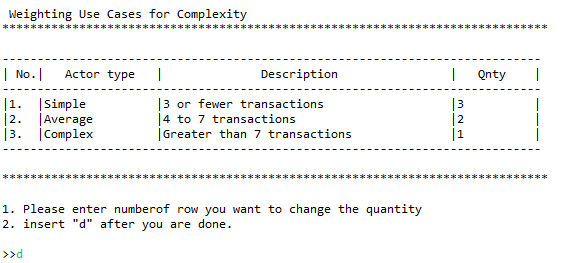 Weighting Use Cases for Complexity
*********************************************************************************
--------------------------------------------------------------------------------
| No.|   Actor type   |               Description                 |   Qnty    |
--------------------------------------------------------------------------------
|1.  |Simple          |3 or fewer transactions                    |3          |
|2.  |Average         |4 to 7 transactions                        |2          |
|3.  |Complex         |Greater than 7 transactions                |1          |
--------------------------------------------------------------------------------
*********************************************************************************
1. Please enter numberof row you want to change the quantity
2. insert "d" after you are done.
>>d